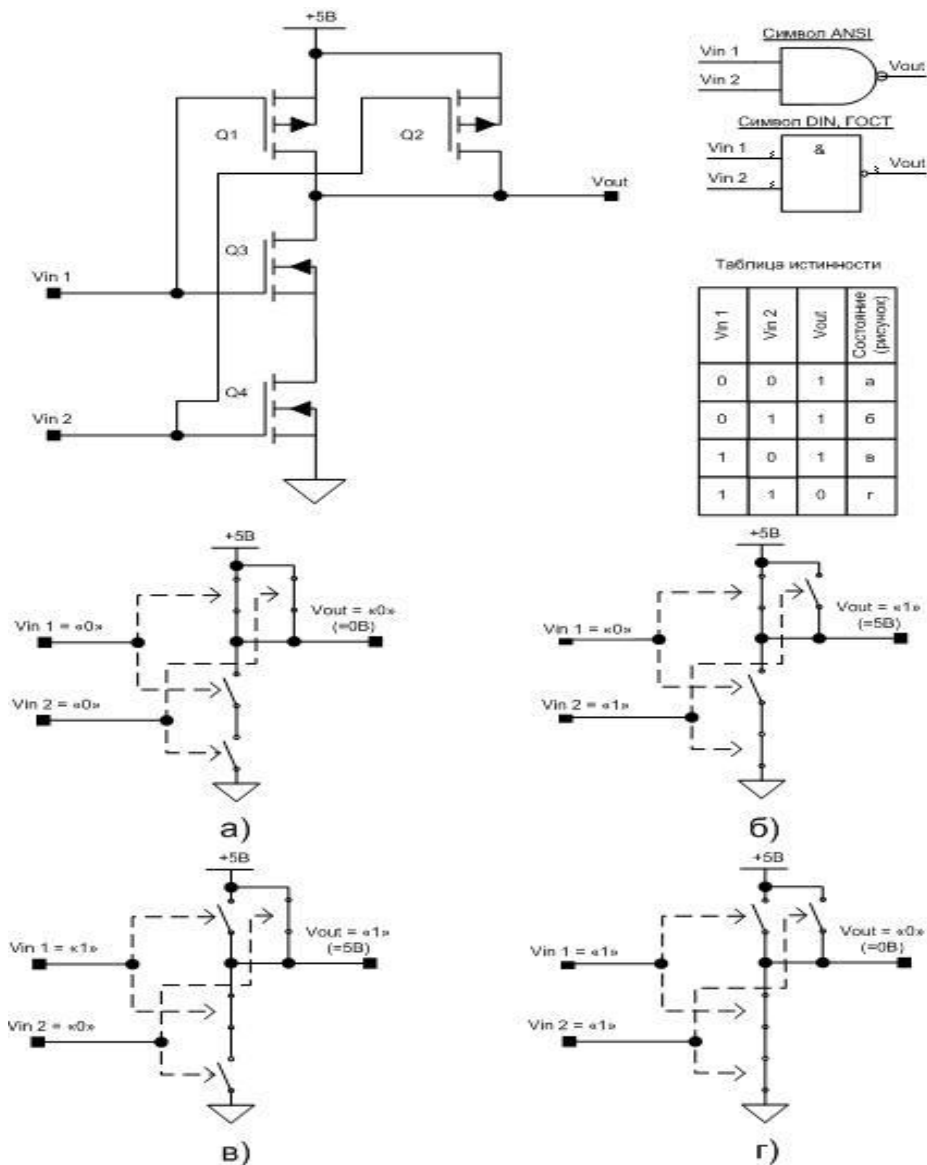 +5В
Символ ANSI
Vin 1
Vin 2
Vout
Символ DIN, ГОСТ
Vin 1
Vin 2
&
Vout
Q1
Q2
Vout
Q3
Vin 1
Q4
Vin 2
Таблица истинности
Vin 1 Vin 2 Vout Состояние (рисунок)
0 0 1 а
0 1 1 б
1 0 1 в
1 1 0 г
+5В
Vin 1 = «0»
Vout = «0»
(=0В)
Vin 2 = «0»
а)
+5В
Vin 1 = «0»
Vout = «1»
(=5В)
Vin 2 = «1»
б)
+5В
Vin 1 = «1»
Vout = «1»
(=5В)
Vin 2 = «0»
в)
+5В
Vin 1 = «1»
Vout = «0»
(=0В)
Vin 2 = «1»
г)